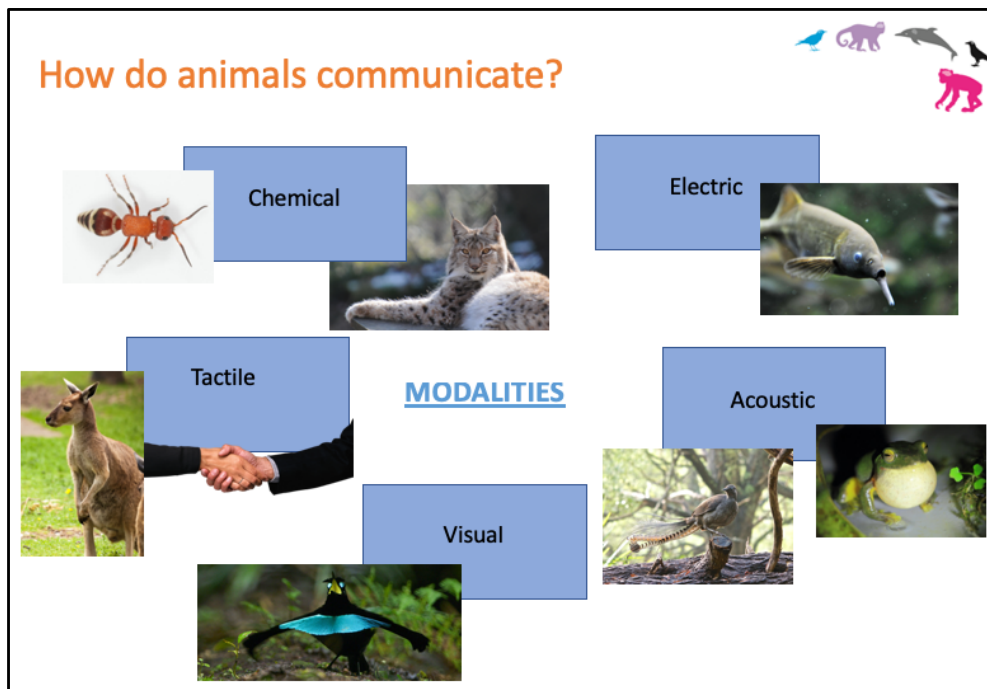 How do animals communicate?
Chemical
Electric
Tactile
MODALITIES
Acoustic
Visual